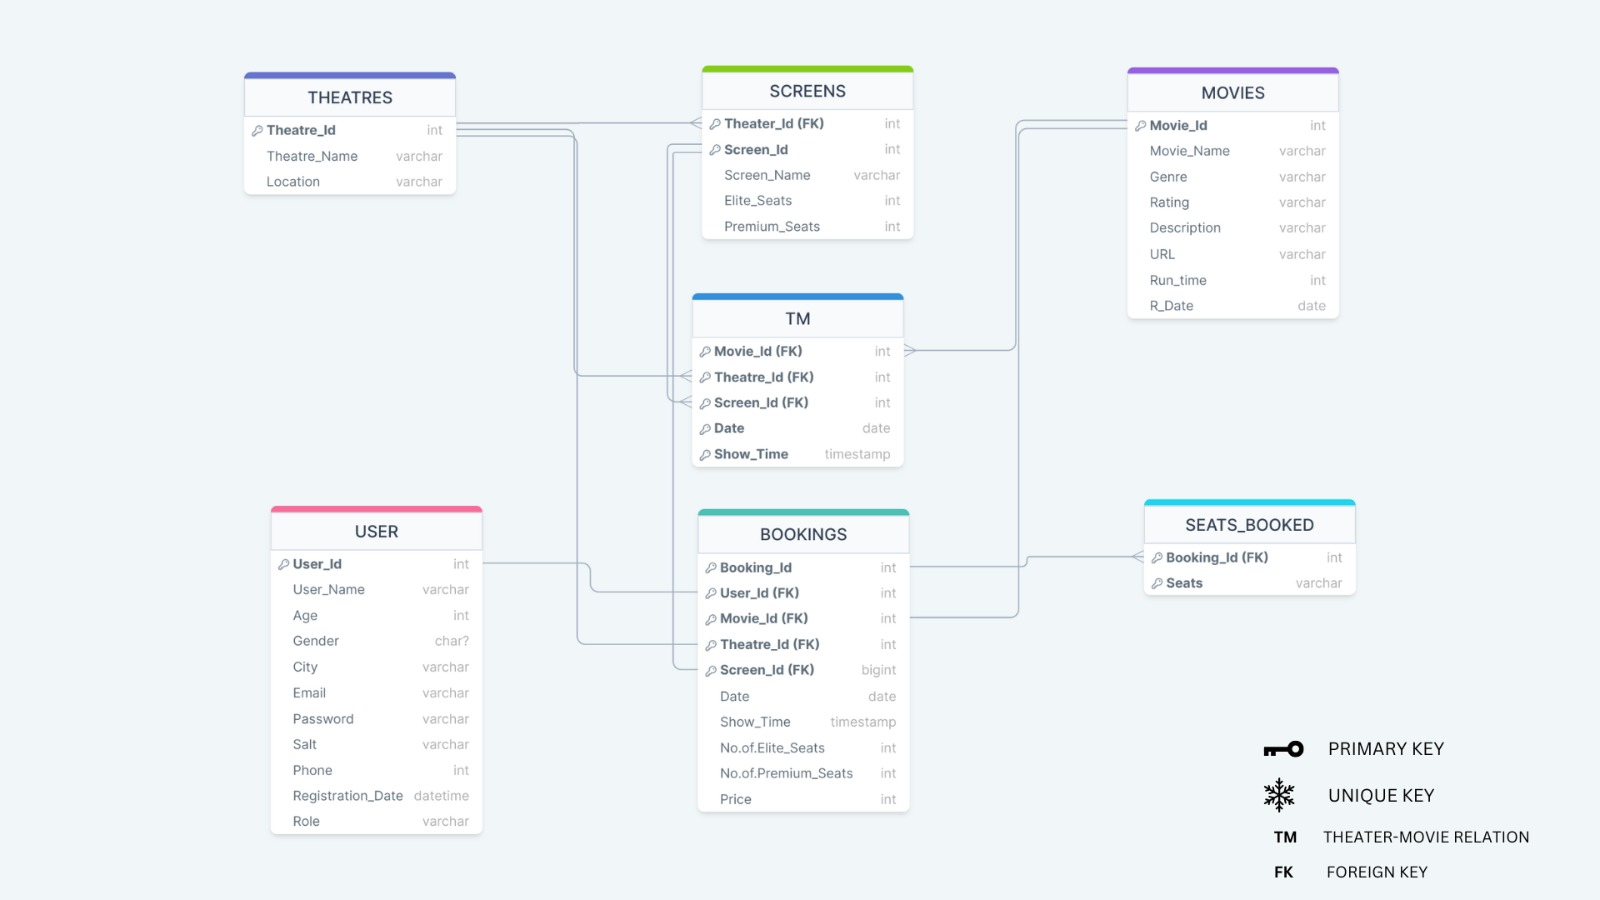 THEATRES
Theatre_Id int
Theatre_Name varchar
Location varchar
SCREENS
Theater_Id (FK) int
Screen_Id int
Screen_Name varchar
Elite_Seats int
Premium_Seats int
MOVIES
Movie_Id int
Movie_Name varchar
Genre varchar
Rating varchar
Description varchar
URL varchar
Run_time int
R_Date date
TM
Movie_Id (FK) int
Theatre_Id (FK) int
Screen_Id (FK) int
Date date
Show_Time timestamp
USER
User_Id int
User_Name varchar
Age int
Gender char?
City varchar
Email varchar
Password varchar
Salt varchar
Phone int
Registration_Date datetime
Role varchar
BOOKINGS
Booking_Id int
User_Id (FK) int
Movie_Id (FK) int
Theatre_Id (FK) int
Screen_Id (FK) bigint
Date date
Show_Time timestamp
No.of.Elite_Seats int
No.of.Premium_Seats int
Price int
SEATS_BOOKED
Booking_Id (FK) int
Seats varchar
PRIMARY KEY
UNIQUE KEY
TM THEATER-MOVIE RELATION
FK FOREIGN KEY